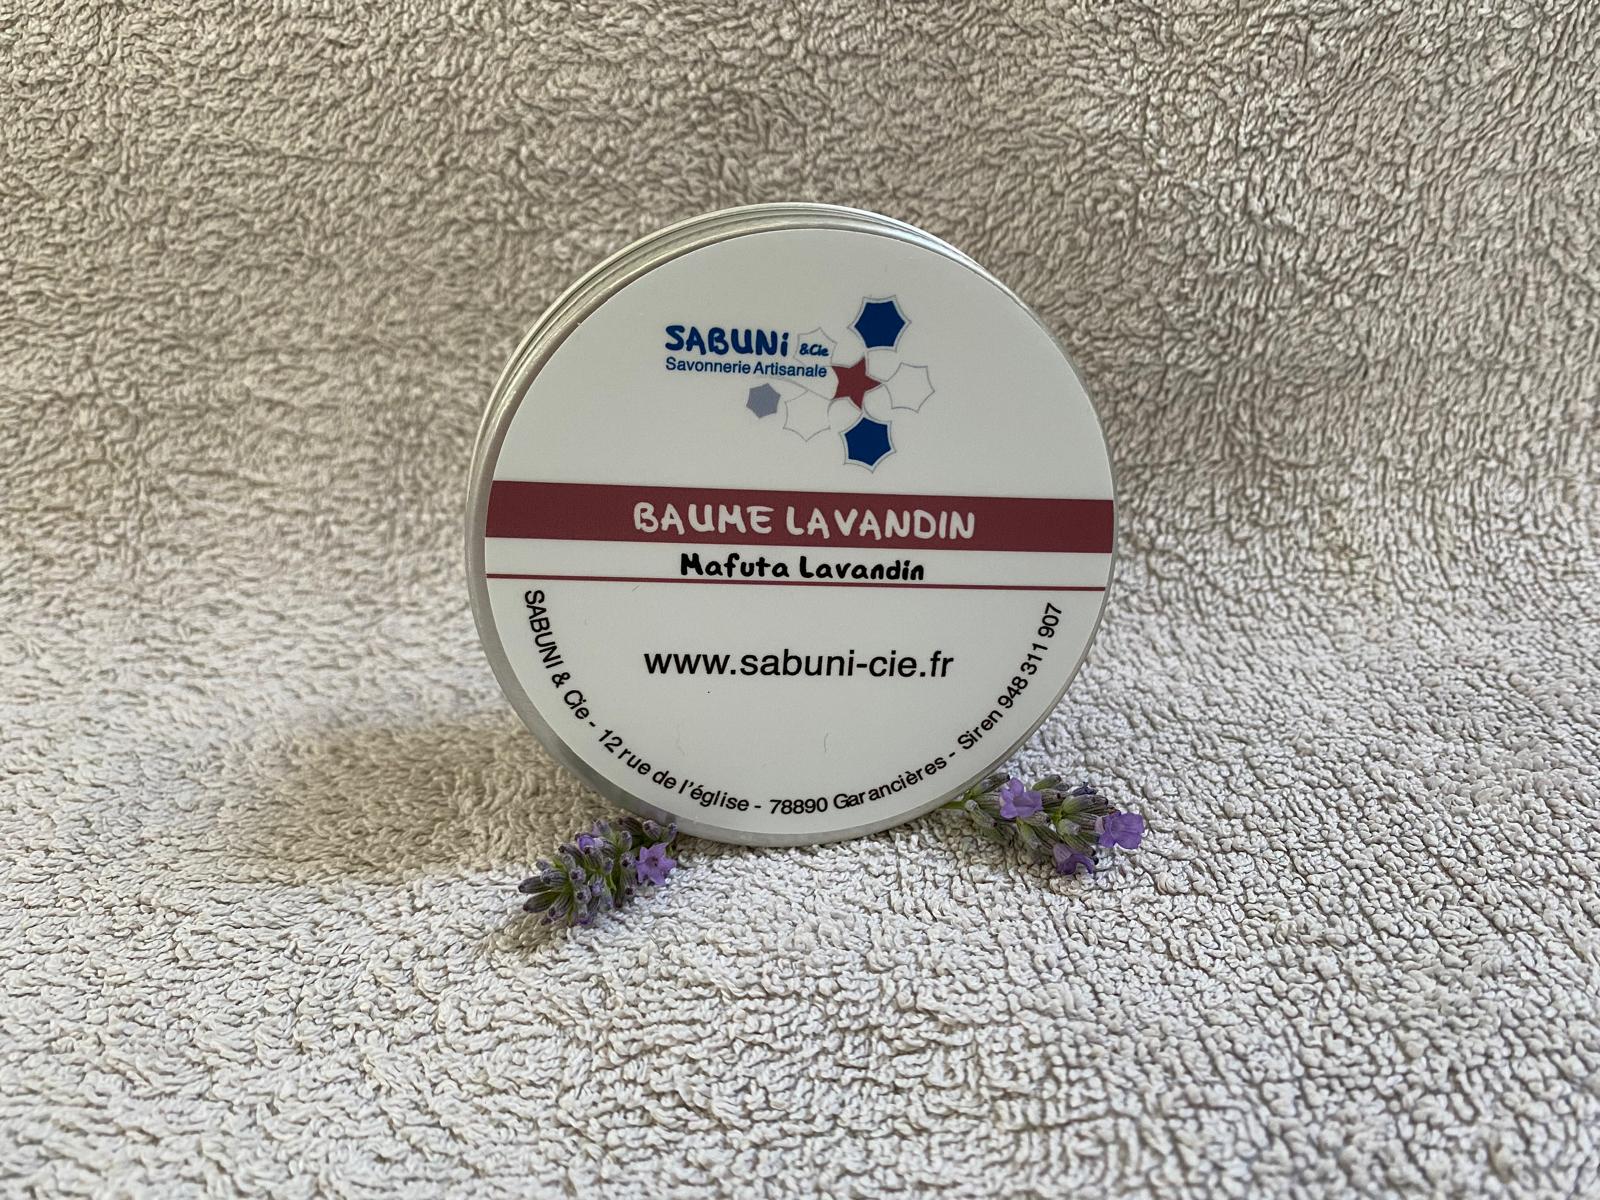 SABUNi &Cie
Savonnerie Artisanale
BAUME LAVANDIN
Mafuta Lavandin
www.sabuni-cie.fr
SABUNI & Cie - 12 rue de l'église - 78890 Garancières - Siren 948 311 907